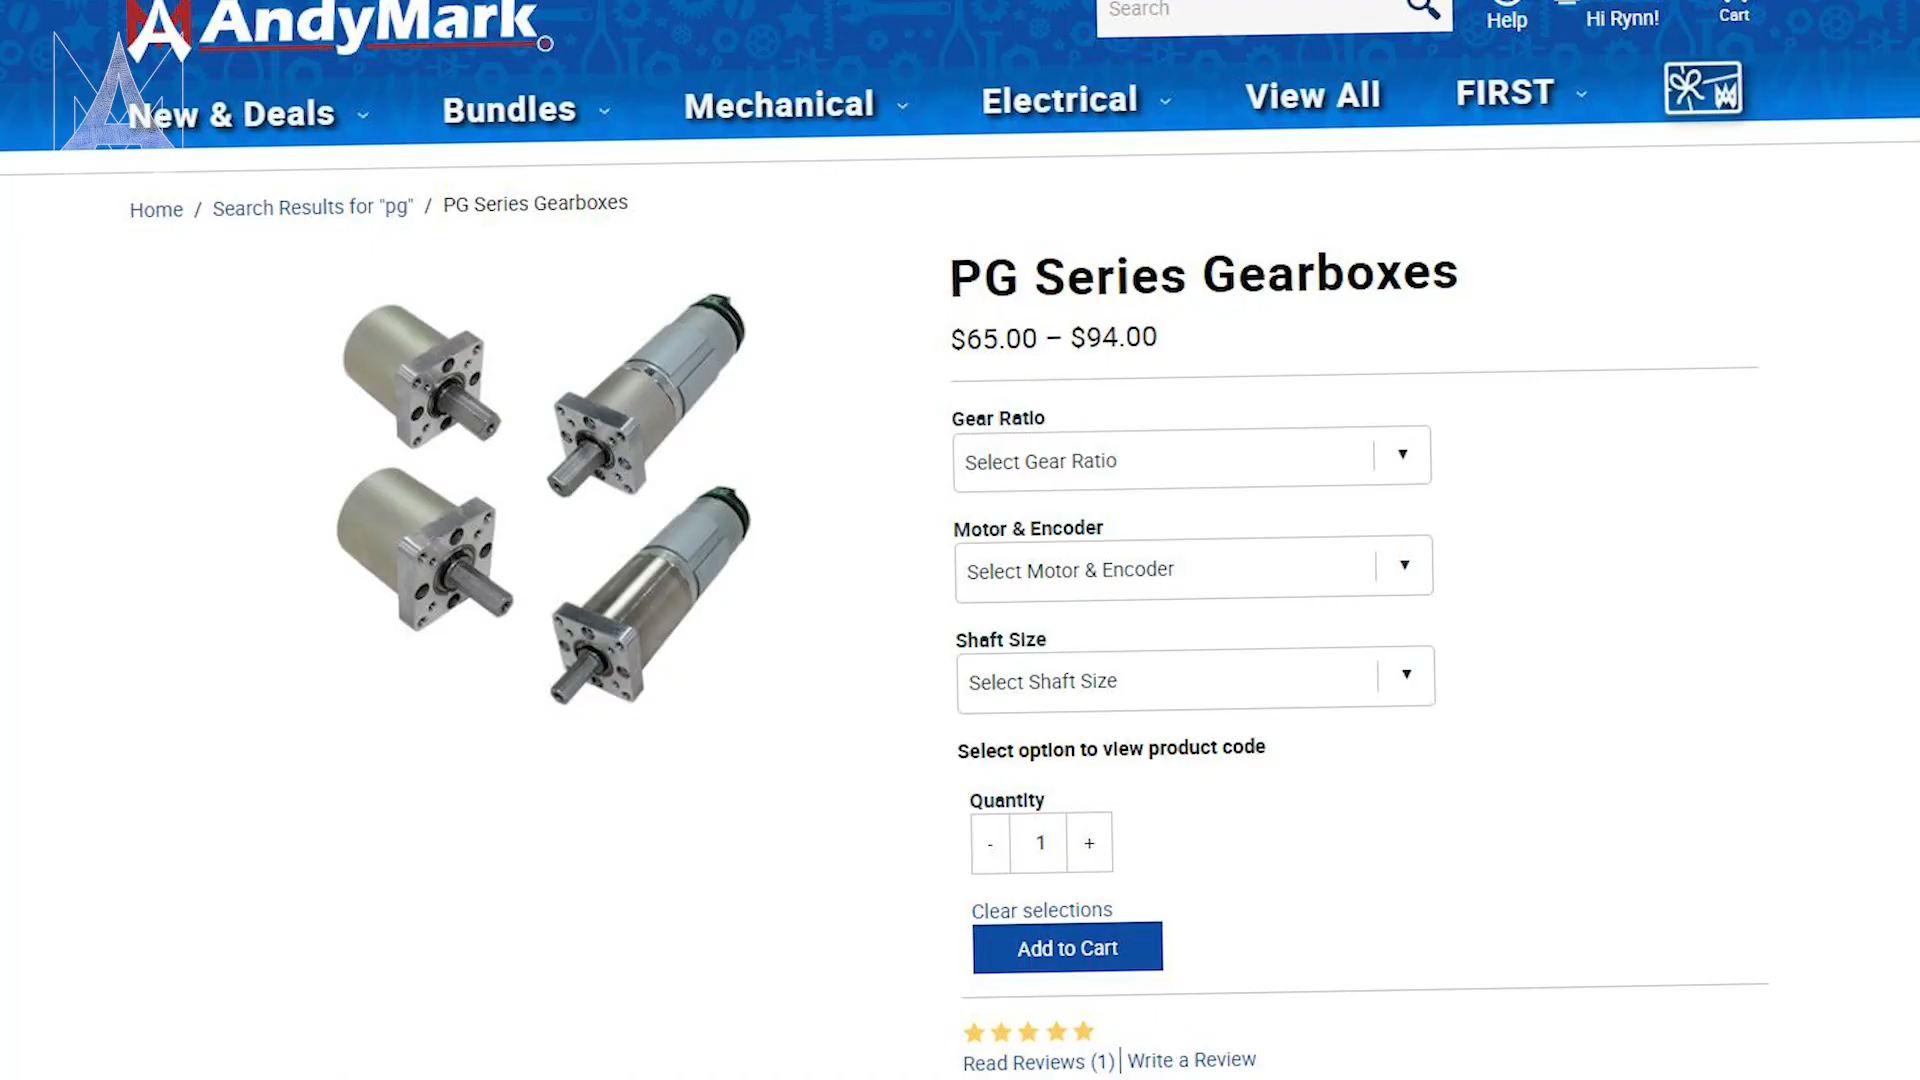 AndyMark
Search
Help
Hi Rynn!
Cart
New & Deals
Bundles
Mechanical
Electrical
View All
FIRST
Home / Search Results for "pg" / PG Series Gearboxes
PG Series Gearboxes
$65.00 – $94.00
Gear Ratio
Select Gear Ratio
Motor & Encoder
Select Motor & Encoder
Shaft Size
Select Shaft Size
Select option to view product code
Quantity
- 1 +
Clear selections
Add to Cart
Read Reviews (1) | Write a Review